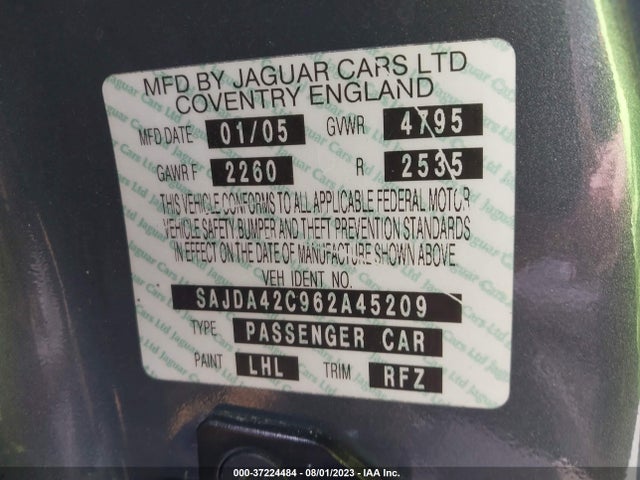 MFD BY JAGUAR CARS LTD
COVENTRY ENGLAND
MFD DATE 01/05 GVWR 4795
GAWR F 2260 R 2535
THIS VEHICLE CONFORMS TO ALL APPLICABLE FEDERAL MOTOR
VEHICLE SAFETY BUMPER AND THEFT PREVENTION STANDARDS
IN EFFECT ON THE DATE OF MANUFACTURE SHOWN ABOVE
VEH IDENT NO.
SAJDA42C962A45209
TYPE PASSENGER CAR
PAINT LHL TRIM RFZ
000-37224484 - 08/01/2023 - IAA Inc.